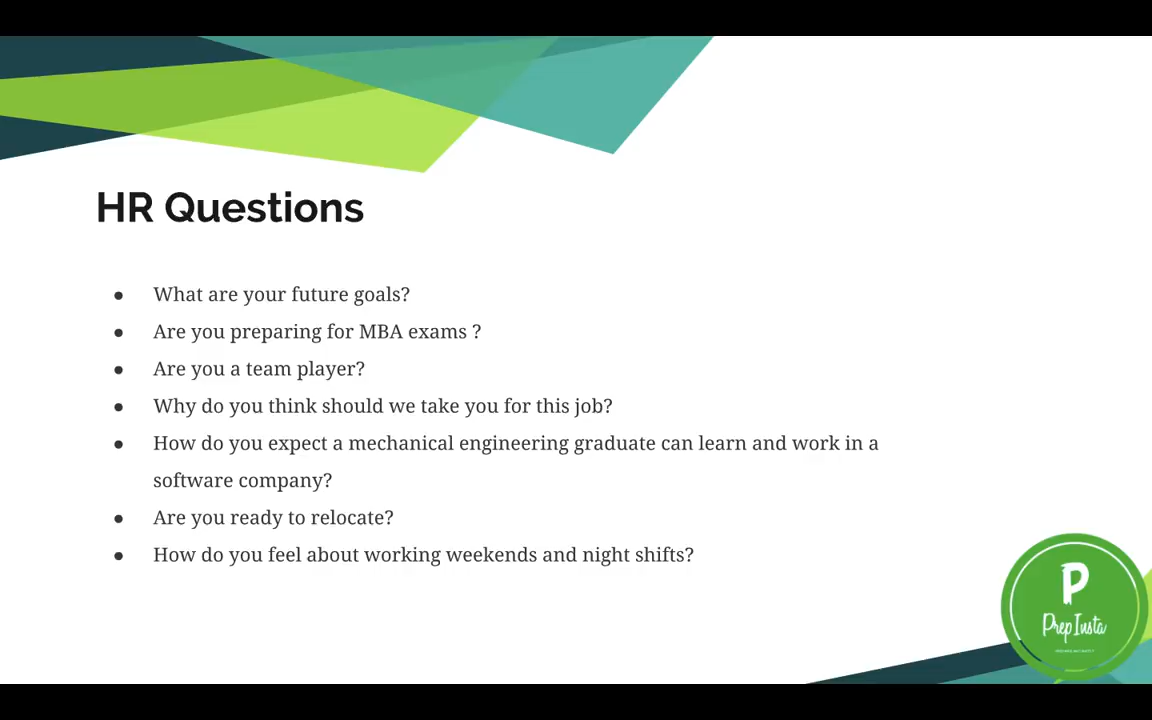 HR Questions
● What are your future goals?
● Are you preparing for MBA exams ?
● Are you a team player?
● Why do you think should we take you for this job?
● How do you expect a mechanical engineering graduate can learn and work in a
software company?
● Are you ready to relocate?
● How do you feel about working weekends and night shifts?
P
Prep Insta